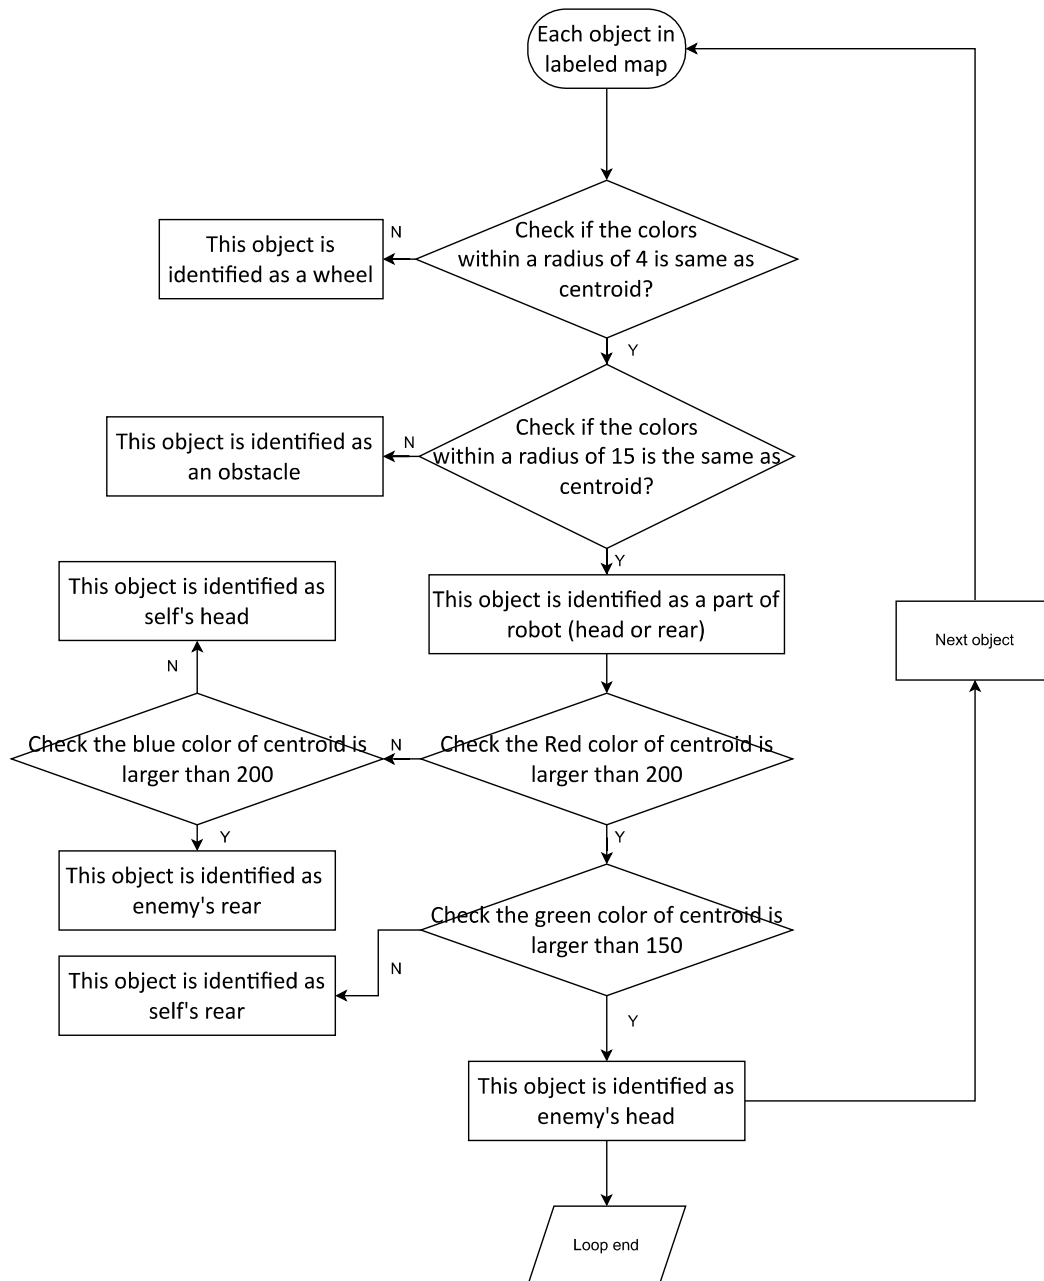 Each object in
labeled map
Check if the colors
within a radius of 4 is same as
centroid?
N
This object is
identified as a wheel
Y
Check if the colors
within a radius of 15 is the same as
centroid?
N
This object is identified as
an obstacle
Y
This object is identified as a part of
robot (head or rear)
This object is identified as
self's head
Next object
N
Check the blue color of centroid is
larger than 200
N
Check the Red color of centroid is
larger than 200
Y
Y
This object is identified as
enemy's rear
Check the green color of centroid is
larger than 150
N
This object is identified as
self's rear
Y
This object is identified as
enemy's head
Loop end